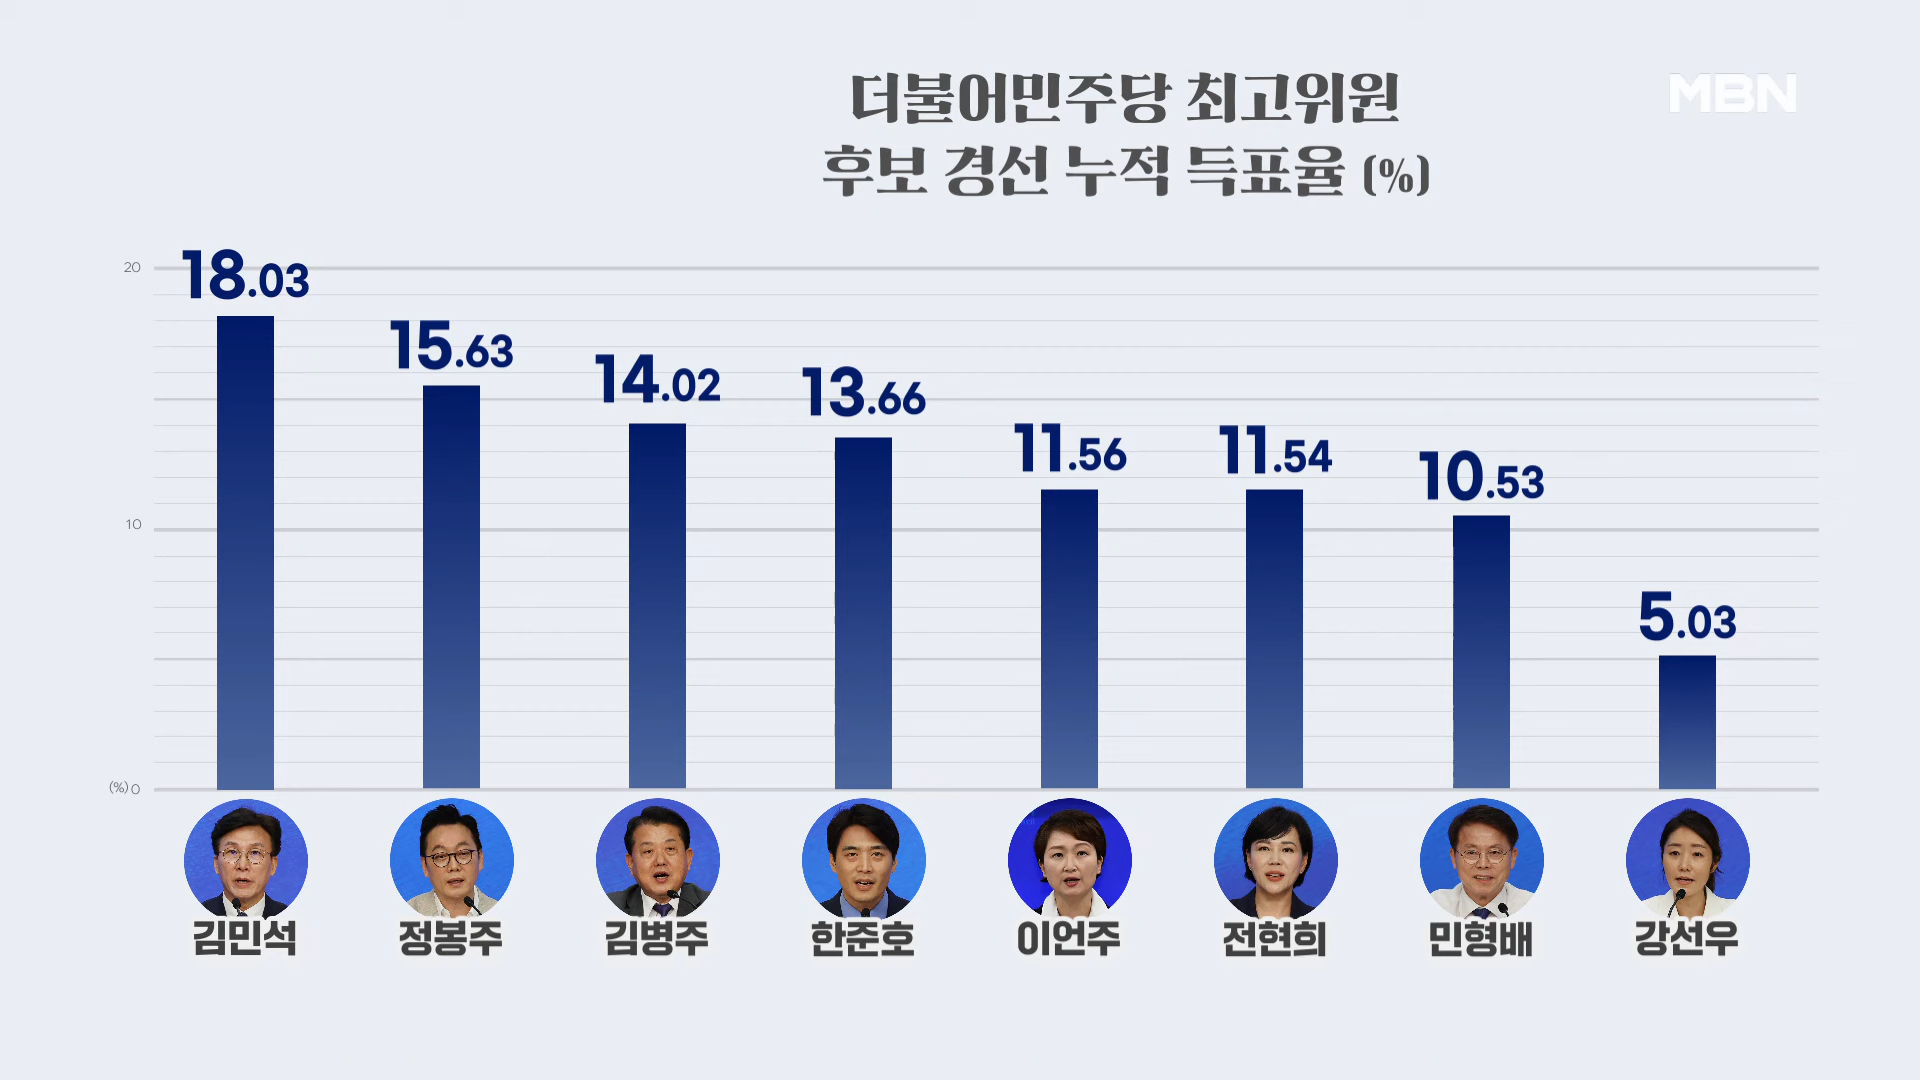 더불어민주당 최고위원
후보 경선 누적 득표율 (%)
MBN
20
10
(%) 0
18.03
15.63
14.02
13.66
11.56
11.54
10.53
5.03
김민석
정봉주
김병주
한준호
이언주
전현희
민형배
강선우